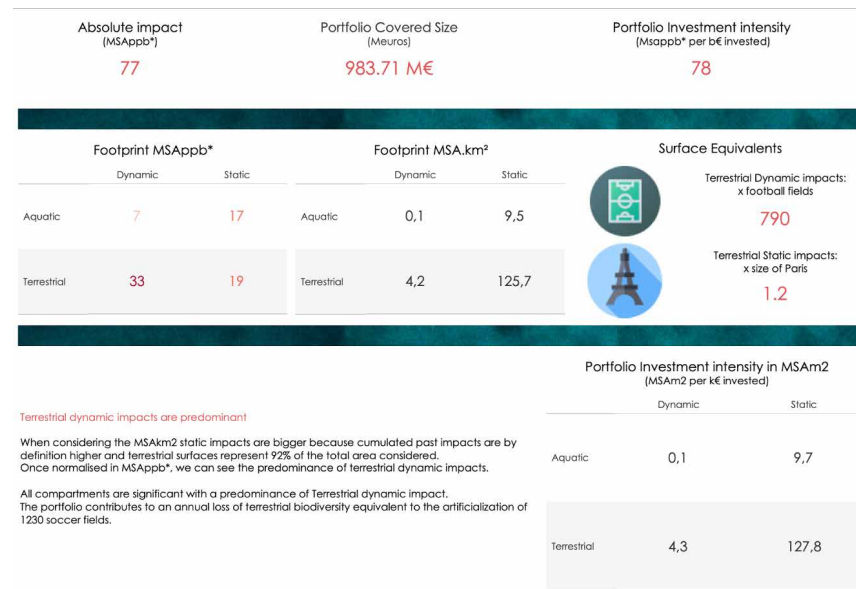 Absolute impact
(MSAppb*)
77
Portfolio Covered Size
(Meuros)
983.71 M€
Portfolio Investment intensity
(Msappb* per b€ invested)
78
Footprint MSAppb*
Dynamic Static
Aquatic 7 17
Terrestrial 33 19
Footprint MSA.km²
Dynamic Static
Aquatic 0,1 9,5
Terrestrial 4,2 125,7
Surface Equivalents
Terrestrial Dynamic impacts:
x football fields
790
Terrestrial Static impacts:
x size of Paris
1.2
Terrestrial dynamic impacts are predominant
When considering the MSAkm2 static impacts are bigger because cumulated past impacts are by
definition higher and terrestrial surfaces represent 92% of the total area considered.
Once normalised in MSAppb*, we can see the predominance of terrestrial dynamic impacts.
All compartments are significant with a predominance of Terrestrial dynamic impact.
The portfolio contributes to an annual loss of terrestrial biodiversity equivalent to the artificialization of
1230 soccer fields.
Portfolio Investment intensity in MSAm2
(MSAm2 per k€ invested)
Dynamic Static
Aquatic 0,1 9,7
Terrestrial 4,3 127,8